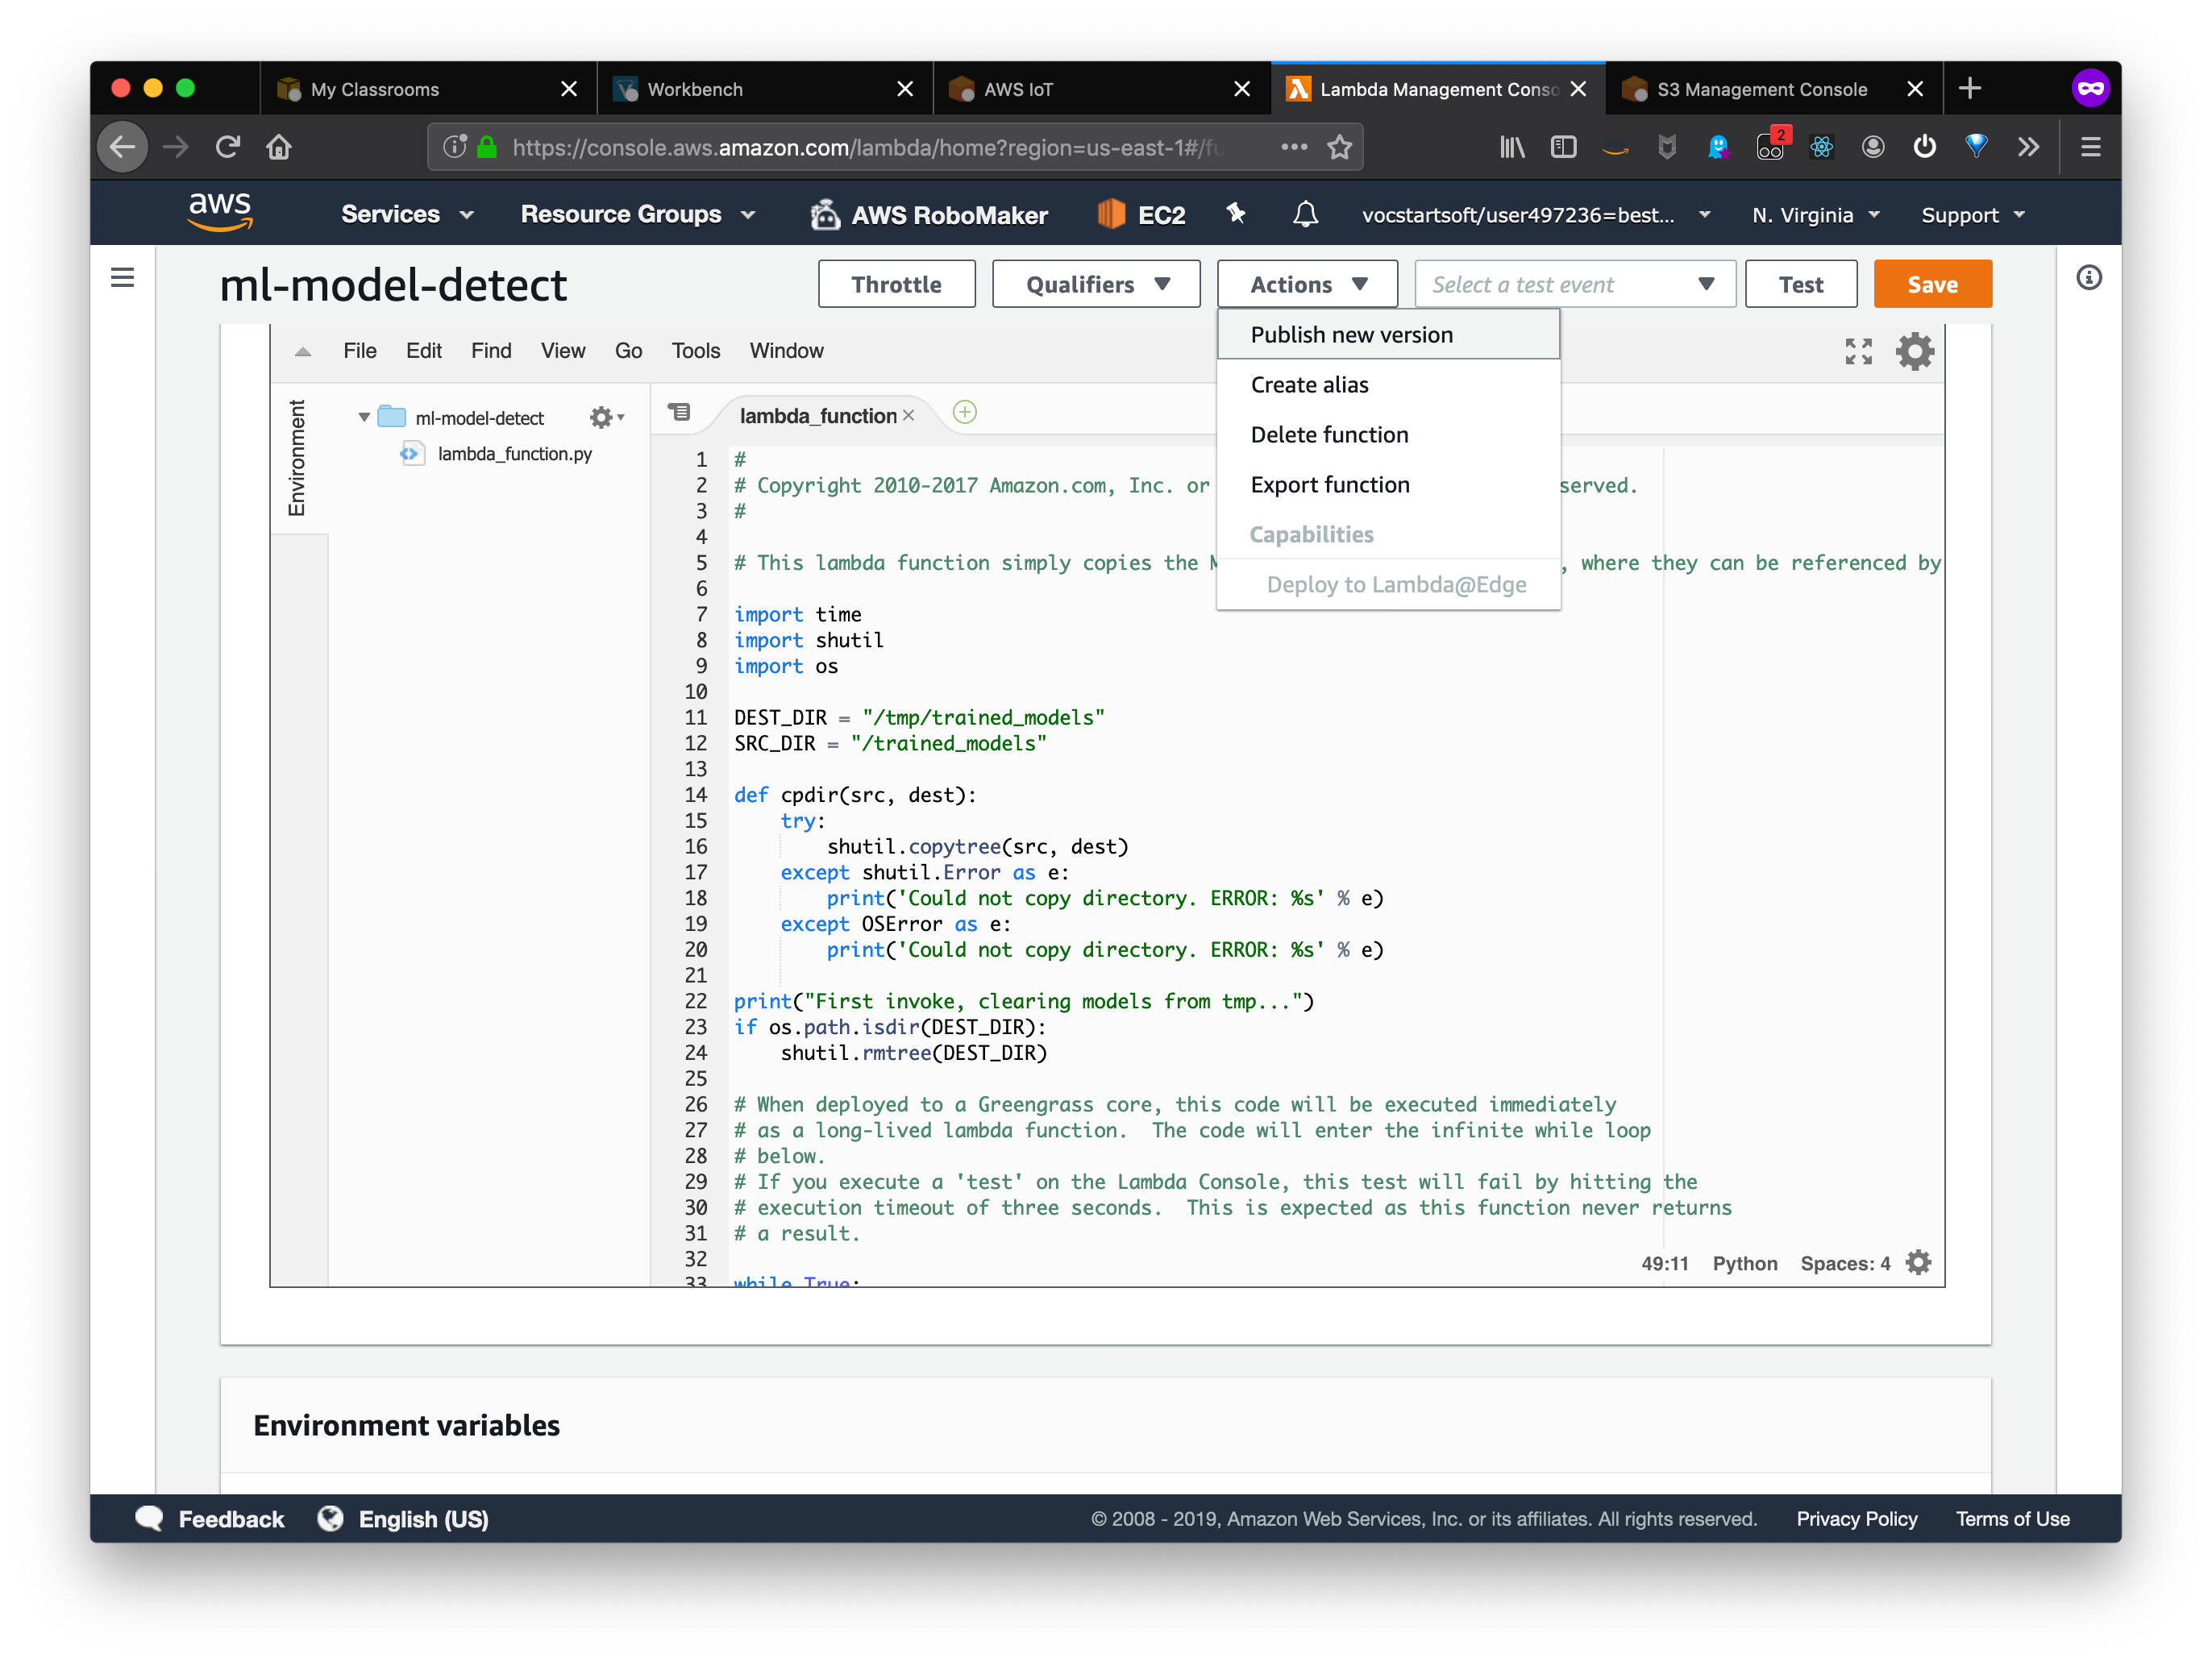 My Classrooms
Workbench
AWS IoT
Lambda Management Conso
S3 Management Console
https://console.aws.amazon.com/lambda/home?region=us-east-1#/fu
2
aws
Services
Resource Groups
AWS RoboMaker
EC2
vocstartsoft/user497236=best...
N. Virginia
Support
ml-model-detect
Throttle
Qualifiers
Actions
Select a test event
Test
Save
Publish new version
Create alias
Delete function
Export function
Capabilities
Deploy to Lambda@Edge
File Edit Find View Go Tools Window
Environment
ml-model-detect
lambda_function.py
lambda_function
1 #
2 # Copyright 2010-2017 Amazon.com, Inc. or served.
3 #
4
5 # This lambda function simply copies the , where they can be referenced by
6
7 import time
8 import shutil
9 import os
10
11 DEST_DIR = "/tmp/trained_models"
12 SRC_DIR = "/trained_models"
13
14 def cpdir(src, dest):
15 try:
16 shutil.copytree(src, dest)
17 except shutil.Error as e:
18 print('Could not copy directory. ERROR: %s' % e)
19 except OSError as e:
20 print('Could not copy directory. ERROR: %s' % e)
21
22 print("First invoke, clearing models from tmp...")
23 if os.path.isdir(DEST_DIR):
24 shutil.rmtree(DEST_DIR)
25
26 # When deployed to a Greengrass core, this code will be executed immediately
27 # as a long-lived lambda function. The code will enter the infinite while loop
28 # below.
29 # If you execute a 'test' on the Lambda Console, this test will fail by hitting the
30 # execution timeout of three seconds. This is expected as this function never returns
31 # a result.
32
33 while True:
49:11 Python Spaces: 4
Environment variables
Feedback
English (US)
© 2008 - 2019, Amazon Web Services, Inc. or its affiliates. All rights reserved.
Privacy Policy
Terms of Use